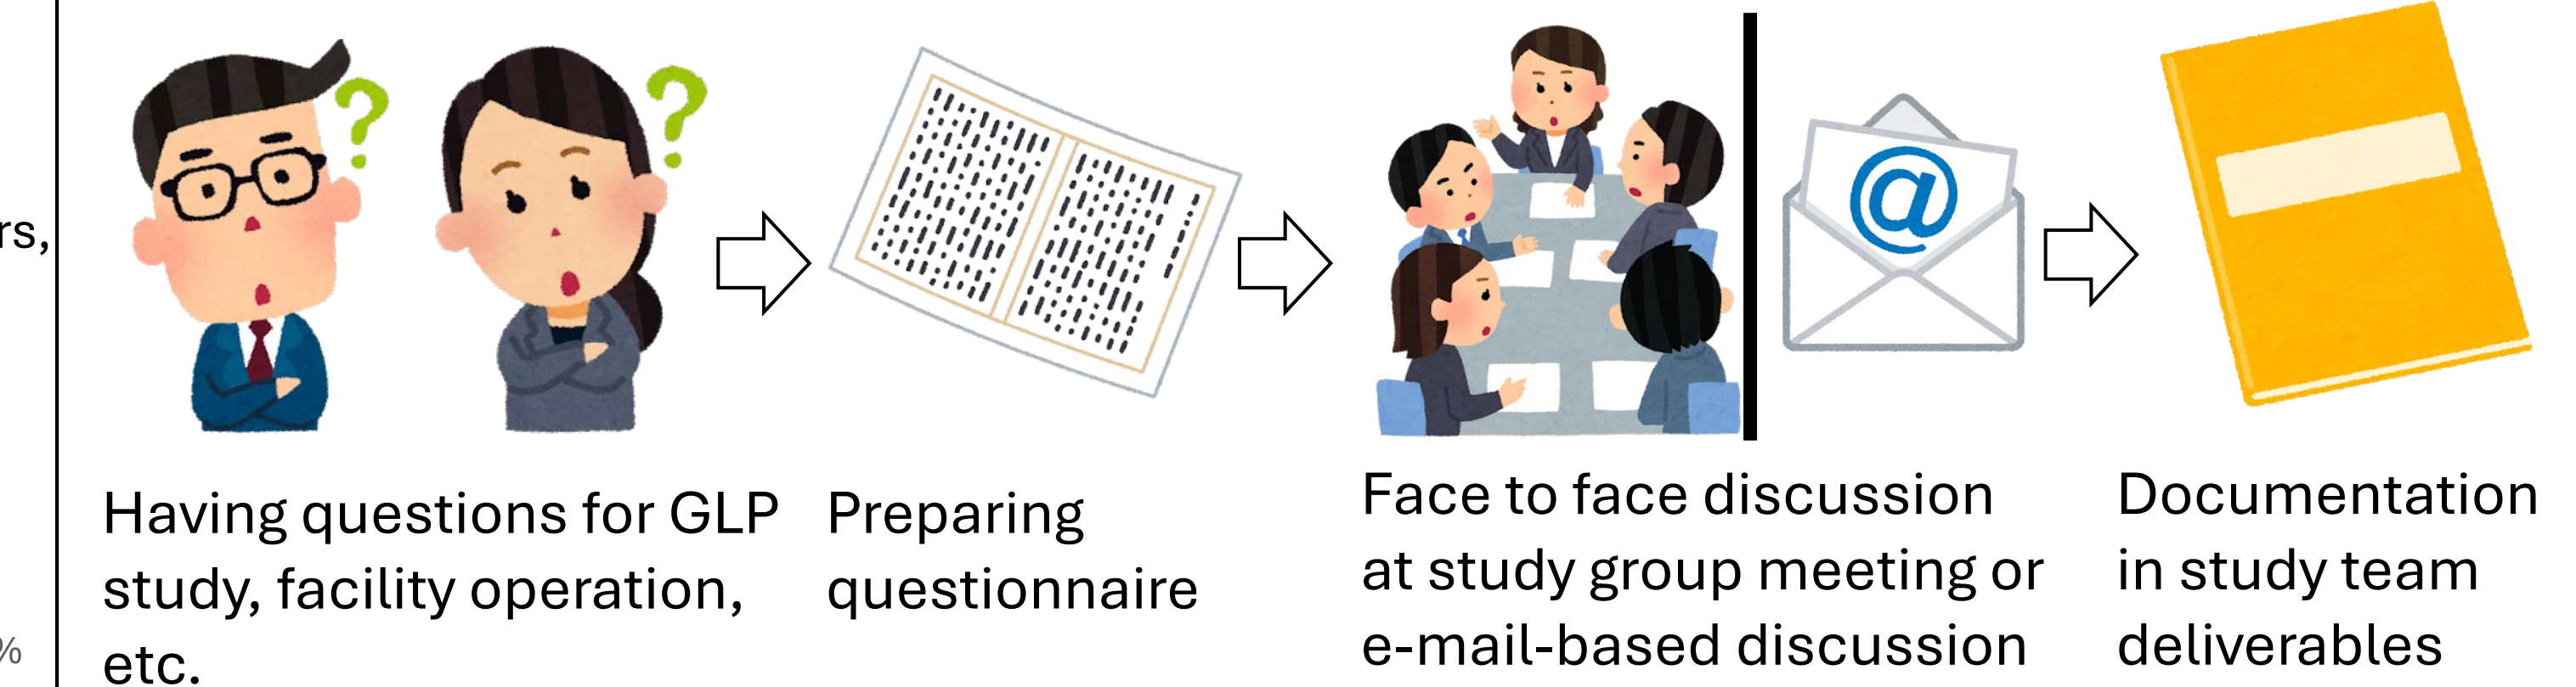 rs,
%
?
?
@
Having questions for GLP
study, facility operation,
etc.
Preparing
questionnaire
Face to face discussion
at study group meeting or
e-mail-based discussion
Documentation
in study team
deliverables